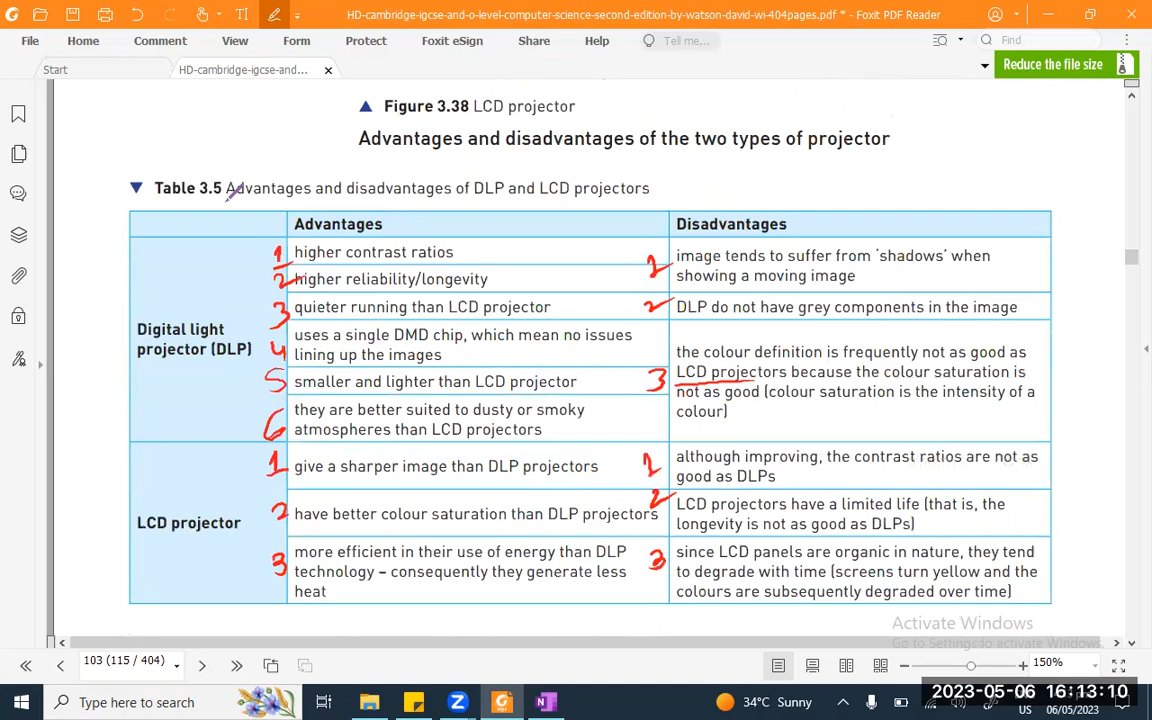 HD-cambridge-igcse-and-o-level-computer-science-second-edition-by-watson-david-wi-404pages.pdf * - Foxit PDF Reader
File Home Comment View Form Protect Foxit eSign Share Help Tell me... Find
Start HD-cambridge-igcse-and-... Reduce the file size
Figure 3.38 LCD projector
Advantages and disadvantages of the two types of projector
Table 3.5 Advantages and disadvantages of DLP and LCD projectors
Advantages Disadvantages
Digital light
projector (DLP)
1 higher contrast ratios
2 higher reliability/longevity
3 quieter running than LCD projector
4 uses a single DMD chip, which mean no issues
lining up the images
5 smaller and lighter than LCD projector
6 they are better suited to dusty or smoky
atmospheres than LCD projectors
image tends to suffer from 'shadows' when
showing a moving image
2 DLP do not have grey components in the image
3 the colour definition is frequently not as good as
LCD projectors because the colour saturation is
not as good (colour saturation is the intensity of a
colour)
LCD projector
1 give a sharper image than DLP projectors
2 have better colour saturation than DLP projectors
3 more efficient in their use of energy than DLP
technology – consequently they generate less
heat
1 although improving, the contrast ratios are not as
good as DLPs
2 LCD projectors have a limited life (that is, the
longevity is not as good as DLPs)
3 since LCD panels are organic in nature, they tend
to degrade with time (screens turn yellow and the
colours are subsequently degraded over time)
Activate Windows
Go to Settings to activate Windows.
103 (115 / 404) 150%
Type here to search 34°C Sunny 2023-05-06 16:13:10
US 06/05/2023